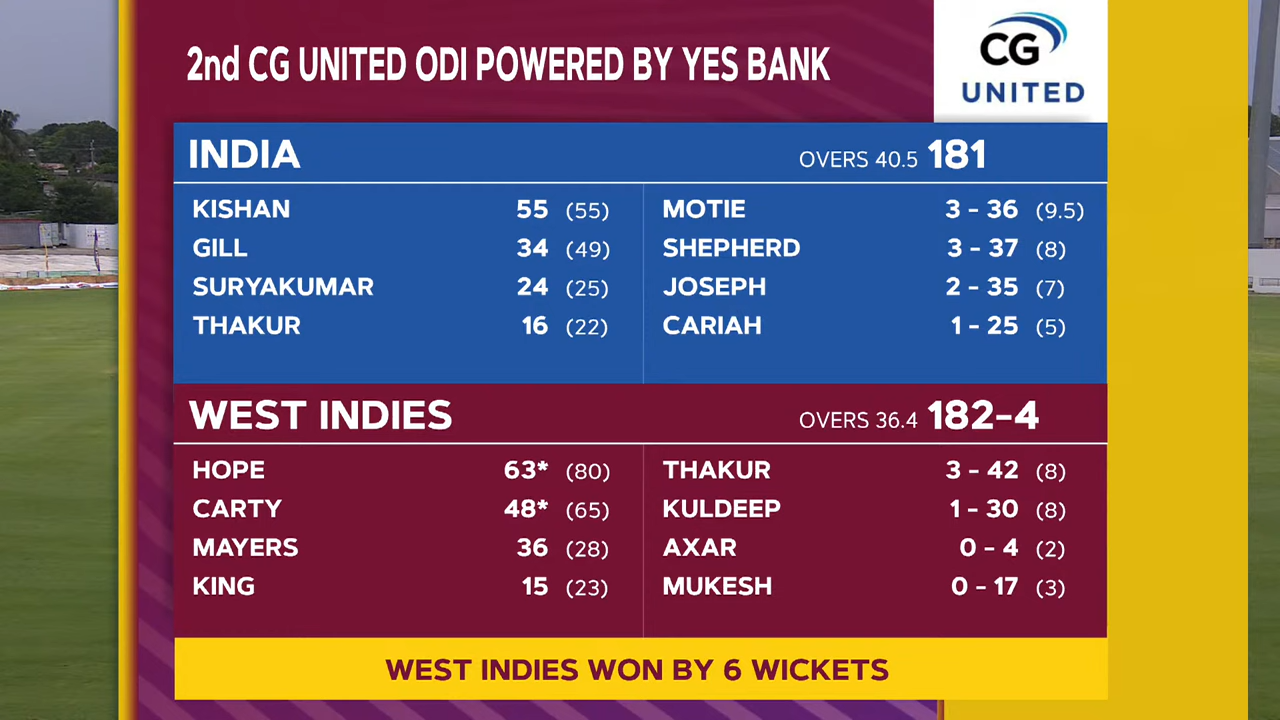 2nd CG UNITED ODI POWERED BY YES BANK
CG
UNITED
INDIA OVERS 40.5 181
KISHAN 55 (55) MOTIE 3 - 36 (9.5)
GILL 34 (49) SHEPHERD 3 - 37 (8)
SURYAKUMAR 24 (25) JOSEPH 2 - 35 (7)
THAKUR 16 (22) CARIAH 1 - 25 (5)
WEST INDIES OVERS 36.4 182-4
HOPE 63* (80) THAKUR 3 - 42 (8)
CARTY 48* (65) KULDEEP 1 - 30 (8)
MAYERS 36 (28) AXAR 0 - 4 (2)
KING 15 (23) MUKESH 0 - 17 (3)
WEST INDIES WON BY 6 WICKETS